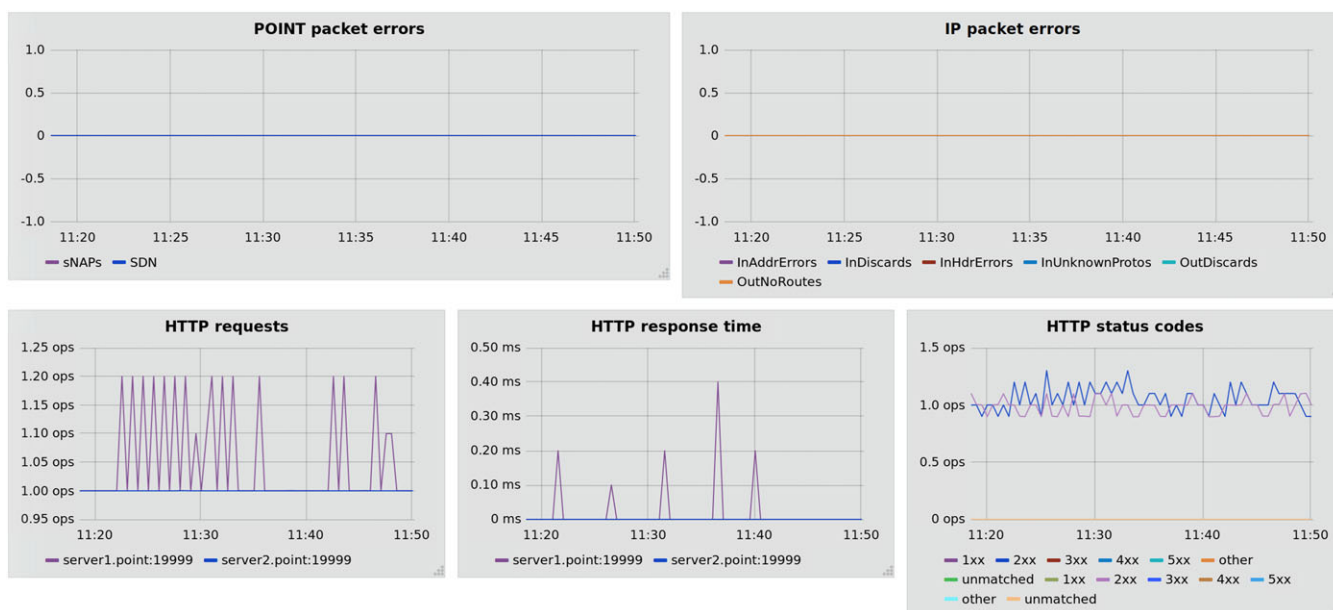 POINT packet errors
1.0
0.5
0
-0.5
-1.0
11:20 11:25 11:30 11:35 11:40 11:45 11:50
sNAPs SDN
IP packet errors
1.0
0.5
0
-0.5
-1.0
11:20 11:25 11:30 11:35 11:40 11:45 11:50
InAddrErrors InDiscards InHdrErrors InUnknownProtos OutDiscards
OutNoRoutes
HTTP requests
1.25 ops
1.20 ops
1.15 ops
1.10 ops
1.05 ops
1.00 ops
0.95 ops
11:20 11:30 11:40 11:50
server1.point:19999 server2.point:19999
HTTP response time
0.50 ms
0.40 ms
0.30 ms
0.20 ms
0.10 ms
0 ms
11:20 11:30 11:40 11:50
server1.point:19999 server2.point:19999
HTTP status codes
1.5 ops
1.0 ops
0.5 ops
0 ops
11:20 11:30 11:40 11:50
1xx 2xx 3xx 4xx 5xx other
unmatched 1xx 2xx 3xx 4xx 5xx
other unmatched